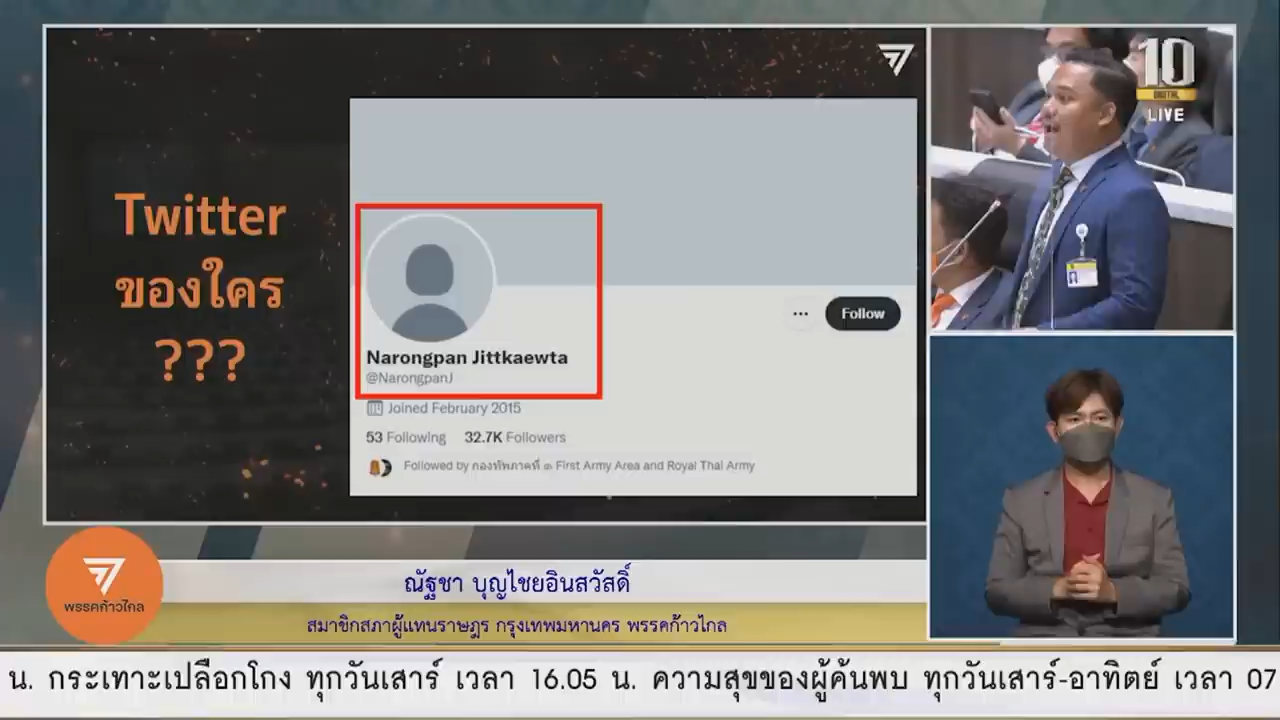 10
DIGITAL
LIVE
Twitter
ของใคร
???
Follow
Narongpan Jittkaewta
@NarongpanJ
Joined February 2015
53 Following 32.7K Followers
Followed by กองทัพภาคที่ ๑ First Army Area and Royal Thai Army
พรรคก้าวไกล
ณัฐชา บุญไชยอินสวัสดิ์
สมาชิกสภาผู้แทนราษฎร กรุงเทพมหานคร พรรคก้าวไกล
น. กระเทาะเปลือกโกง ทุกวันเสาร์ เวลา 16.05 น. ความสุขของผู้ค้นพบ ทุกวันเสาร์-อาทิตย์ เวลา 07